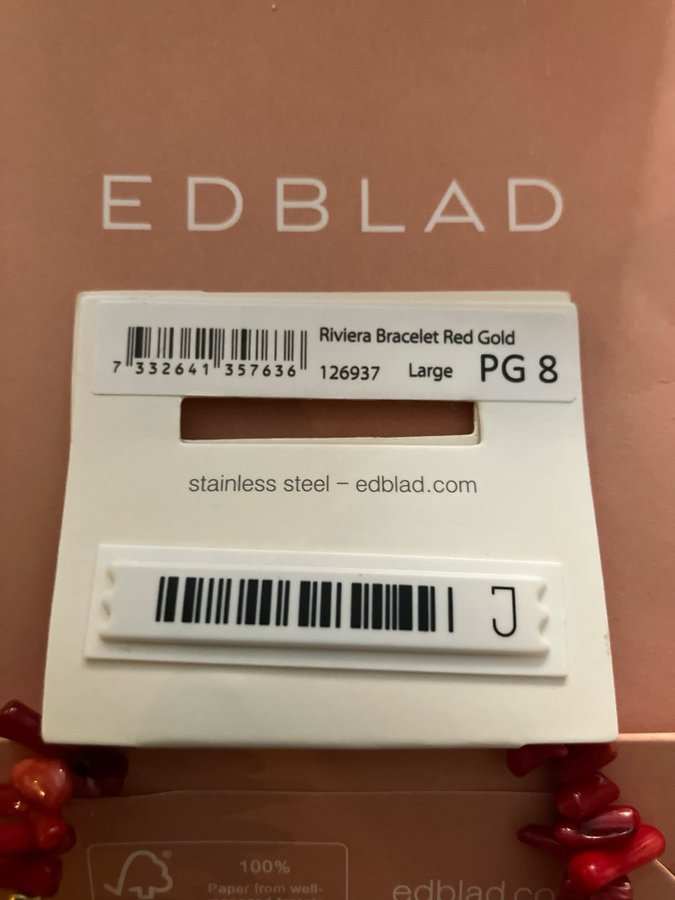 EDBLAD
Riviera Bracelet Red Gold
7 332641 357636
126937 Large PG 8
stainless steel – edblad.com
J
100%
Paper from well-
edblad.co